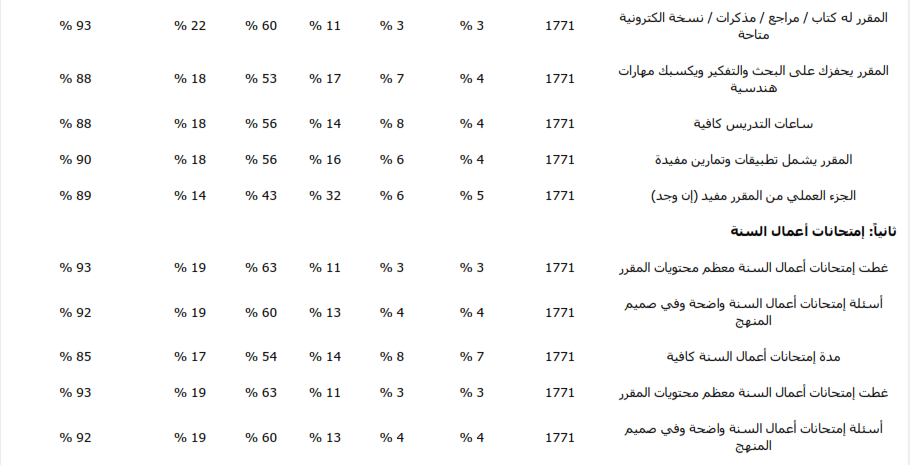 المقرر له كتاب / مراجع / مذكرات / نسخة الكترونية متاحة 1771 3 % 3 % 11 % 60 % 22 % 93 %
المقرر يحفزك على البحث والتفكير ويكسبك مهارات هندسية 1771 4 % 7 % 17 % 53 % 18 % 88 %
ساعات التدريس كافية 1771 4 % 8 % 14 % 56 % 18 % 88 %
المقرر يشمل تطبيقات وتمارين مفيدة 1771 4 % 6 % 16 % 56 % 18 % 90 %
الجزء العملي من المقرر مفيد (إن وجد) 1771 5 % 6 % 32 % 43 % 14 % 89 %
ثانياً: إمتحانات أعمال السنة
غطت إمتحانات أعمال السنة معظم محتويات المقرر 1771 3 % 3 % 11 % 63 % 19 % 93 %
أسئلة إمتحانات أعمال السنة واضحة وفي صميم المنهج 1771 4 % 4 % 13 % 60 % 19 % 92 %
مدة إمتحانات أعمال السنة كافية 1771 7 % 8 % 14 % 54 % 17 % 85 %
غطت إمتحانات أعمال السنة معظم محتويات المقرر 1771 3 % 3 % 11 % 63 % 19 % 93 %
أسئلة إمتحانات أعمال السنة واضحة وفي صميم المنهج 1771 4 % 4 % 13 % 60 % 19 % 92 %